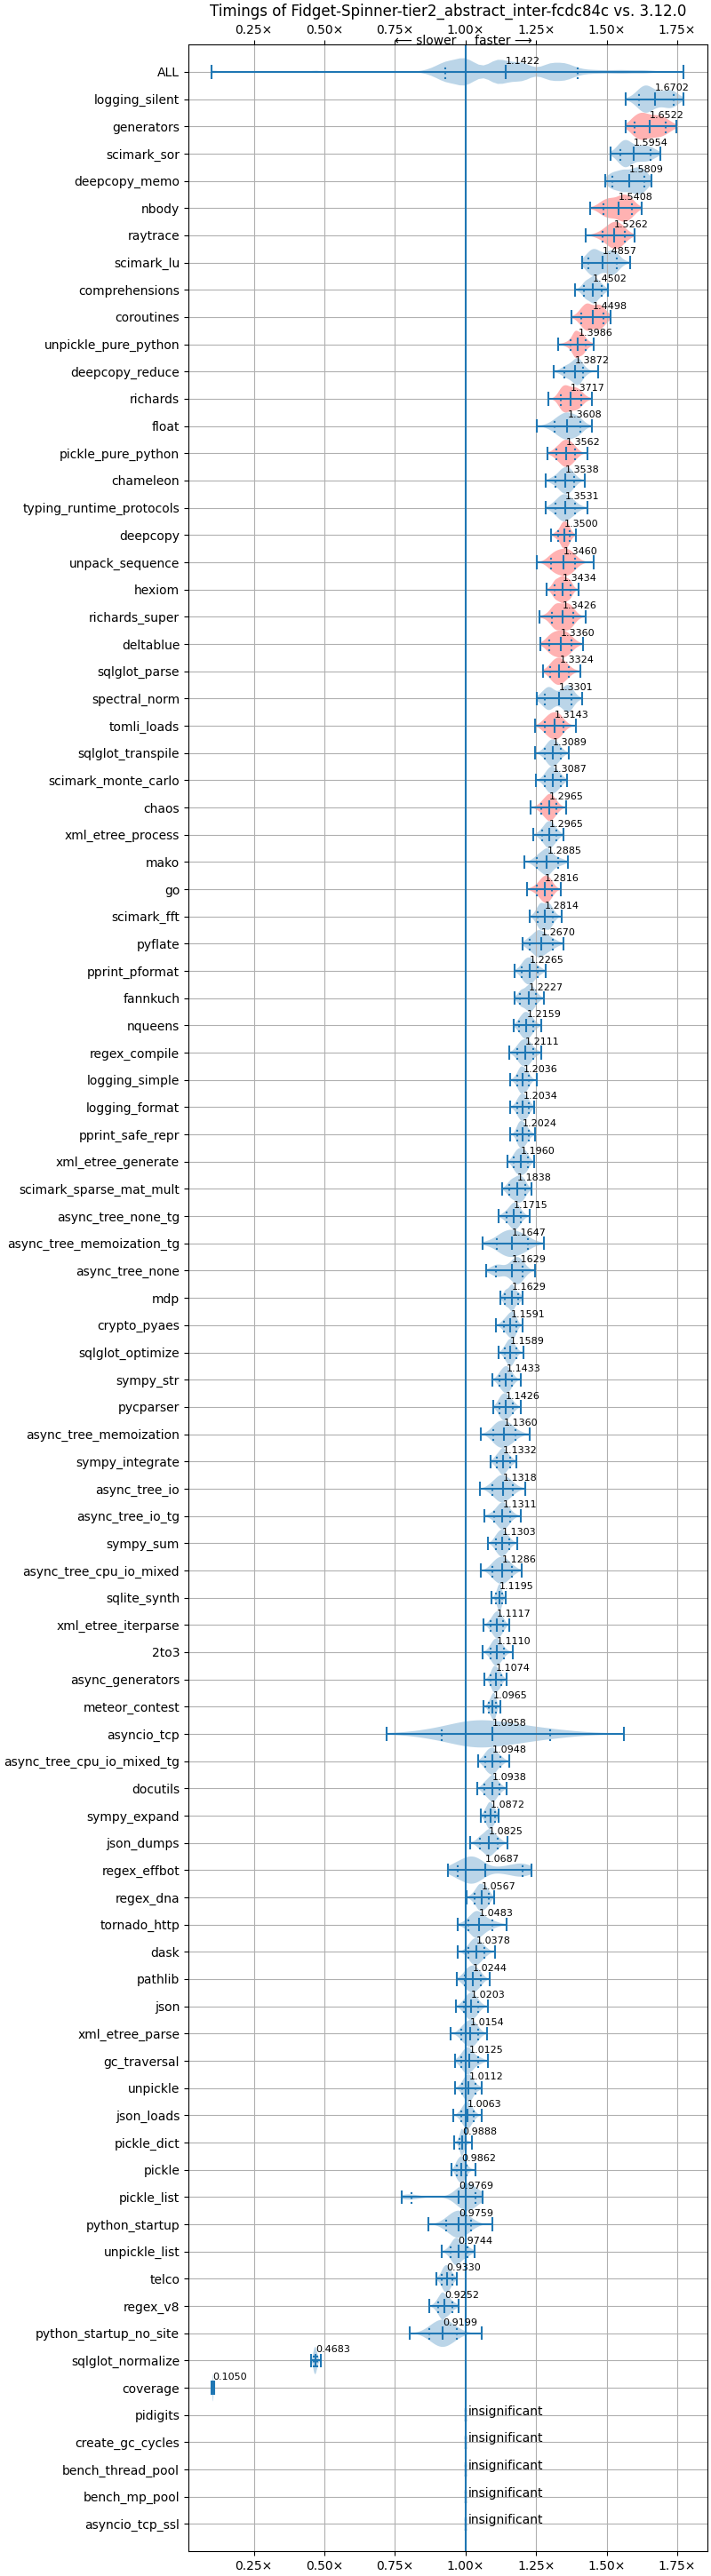 Timings of Fidget-Spinner-tier2_abstract_inter-fcdc84c vs. 3.12.0
0.25× 0.50× 0.75× 1.00× 1.25× 1.50× 1.75×
⟵ slower faster ⟶
ALL 1.1422
logging_silent 1.6702
generators 1.6522
scimark_sor 1.5954
deepcopy_memo 1.5809
nbody 1.5408
raytrace 1.5262
scimark_lu 1.4857
comprehensions 1.4502
coroutines 1.4498
unpickle_pure_python 1.3986
deepcopy_reduce 1.3872
richards 1.3717
float 1.3608
pickle_pure_python 1.3562
chameleon 1.3538
typing_runtime_protocols 1.3531
deepcopy 1.3500
unpack_sequence 1.3460
hexiom 1.3434
richards_super 1.3426
deltablue 1.3360
sqlglot_parse 1.3324
spectral_norm 1.3301
tomli_loads 1.3143
sqlglot_transpile 1.3089
scimark_monte_carlo 1.3087
chaos 1.2965
xml_etree_process 1.2965
mako 1.2885
go 1.2816
scimark_fft 1.2814
pyflate 1.2670
pprint_pformat 1.2265
fannkuch 1.2227
nqueens 1.2159
regex_compile 1.2111
logging_simple 1.2036
logging_format 1.2034
pprint_safe_repr 1.2024
xml_etree_generate 1.1960
scimark_sparse_mat_mult 1.1838
async_tree_none_tg 1.1715
async_tree_memoization_tg 1.1647
async_tree_none 1.1629
mdp 1.1629
crypto_pyaes 1.1591
sqlglot_optimize 1.1589
sympy_str 1.1433
pycparser 1.1426
async_tree_memoization 1.1360
sympy_integrate 1.1332
async_tree_io 1.1318
async_tree_io_tg 1.1311
sympy_sum 1.1303
async_tree_cpu_io_mixed 1.1286
sqlite_synth 1.1195
xml_etree_iterparse 1.1117
2to3 1.1110
async_generators 1.1074
meteor_contest 1.0965
asyncio_tcp 1.0958
async_tree_cpu_io_mixed_tg 1.0948
docutils 1.0938
sympy_expand 1.0872
json_dumps 1.0825
regex_effbot 1.0687
regex_dna 1.0567
tornado_http 1.0483
dask 1.0378
pathlib 1.0244
json 1.0203
xml_etree_parse 1.0154
gc_traversal 1.0125
unpickle 1.0112
json_loads 1.0063
pickle_dict 0.9888
pickle 0.9862
pickle_list 0.9769
python_startup 0.9759
unpickle_list 0.9744
telco 0.9330
regex_v8 0.9252
python_startup_no_site 0.9199
sqlglot_normalize 0.4683
coverage 0.1050
pidigits insignificant
create_gc_cycles insignificant
bench_thread_pool insignificant
bench_mp_pool insignificant
asyncio_tcp_ssl insignificant
0.25× 0.50× 0.75× 1.00× 1.25× 1.50× 1.75×